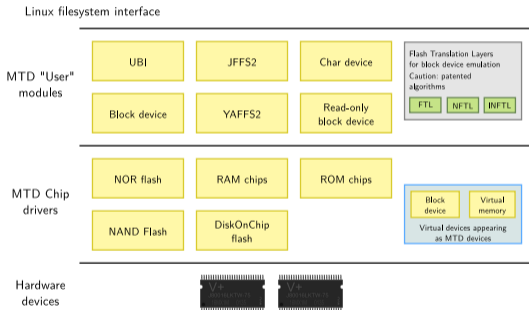 Linux filesystem interface
MTD "User"
modules
UBI
JFFS2
Char device
Block device
YAFFS2
Read-only
block device
Flash Translation Layers
for block device emulation
Caution: patented
algorithms
FTL
NFTL
INFTL
MTD Chip
drivers
NOR flash
RAM chips
ROM chips
NAND Flash
DiskOnChip
flash
Block
device
Virtual
memory
Virtual devices appearing
as MTD devices
Hardware
devices
V+
V+